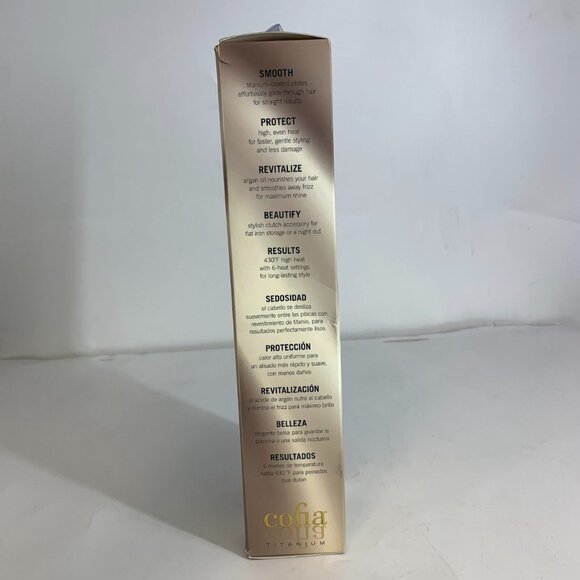 SMOOTH
titanium-coated plates
effortlessly glide through hair
for straight results
PROTECT
high, even heat
for faster, gentle styling
and less damage
REVITALIZE
argan oil nourishes your hair
and smoothes away frizz
for maximum shine
BEAUTIFY
stylish clutch accessory for
flat iron storage or a night out
RESULTS
430°F high heat
with 6-heat settings
for long-lasting style
SEDOSIDAD
el cabello se desliza
suavemente entre las placas con
revestimiento de titanio, para
resultados perfectamente lisos
PROTECCIÓN
calor alto uniforme para
un alisado más rápido y suave,
con menos daños
REVITALIZACIÓN
el aceite de argán nutre el cabello
y elimina el frizz para máximo brillo
BELLEZA
elegante bolsa para guardar la
plancha o una salida nocturna
RESULTADOS
6 niveles de temperatura
hasta 430°F para peinados
que duran
cofia
TITANIUM